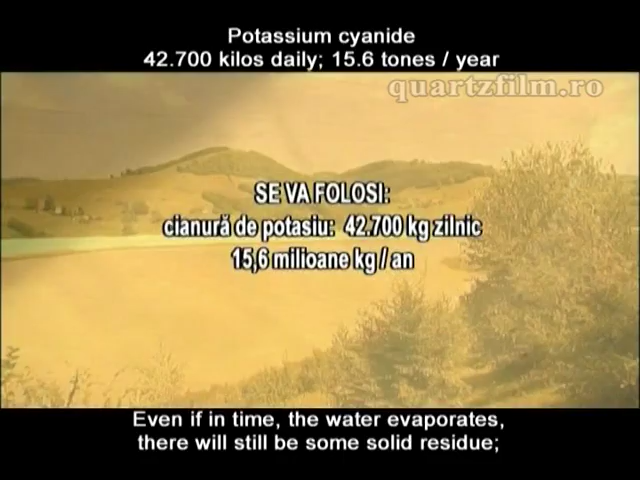 Potassium cyanide
42.700 kilos daily; 15.6 tones / year
quartzfilm.ro
SE VA FOLOSI:
cianură de potasiu: 42.700 kg zilnic
15,6 milioane kg / an
Even if in time, the water evaporates,
there will still be some solid residue;